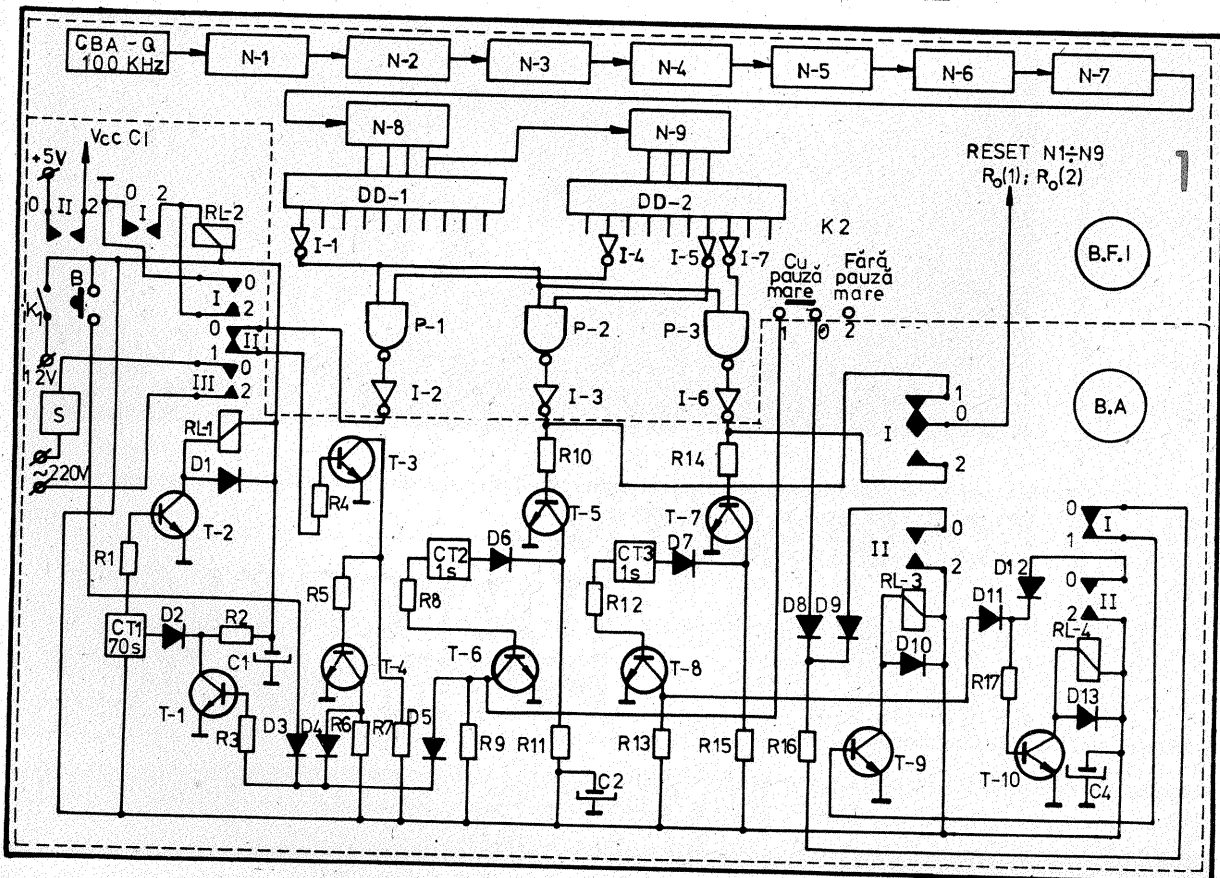 CBA - Q
100 KHz
N-1
N-2
N-3
N-4
N-5
N-6
N-7
N-8
N-9
Vcc CI
+5V
0 II 2
0 I 2
RL-2
DD-1
DD-2
RESET N1÷N9
R₀(1); R₀(2)
1
B.F.I
K2
Cu pauză mare
Fără pauză mare
1
0
2
I-1
I-4
I-5
I-7
K1
B
12V
0
I
2
0
II
1
0
III
2
P-1
P-2
P-3
I-2
I-3
I-6
S
~220V
RL-1
D1
T-2
R1
T-3
R4
R10
T-5
R14
T-7
1
0
I
2
B.A
CT1
70s
D2
R2
C1
T-1
R3
D3
D4
R5
T-4
R6
R7
D5
CT2
1s
D6
R8
T-6
R9
R11
C2
CT3
1s
D7
R12
T-8
R13
R15
D8
D9
R16
0
II
2
RL-3
D10
T-9
D11
D12
R17
T-10
0
I
1
0
II
2
RL-4
D13
C4